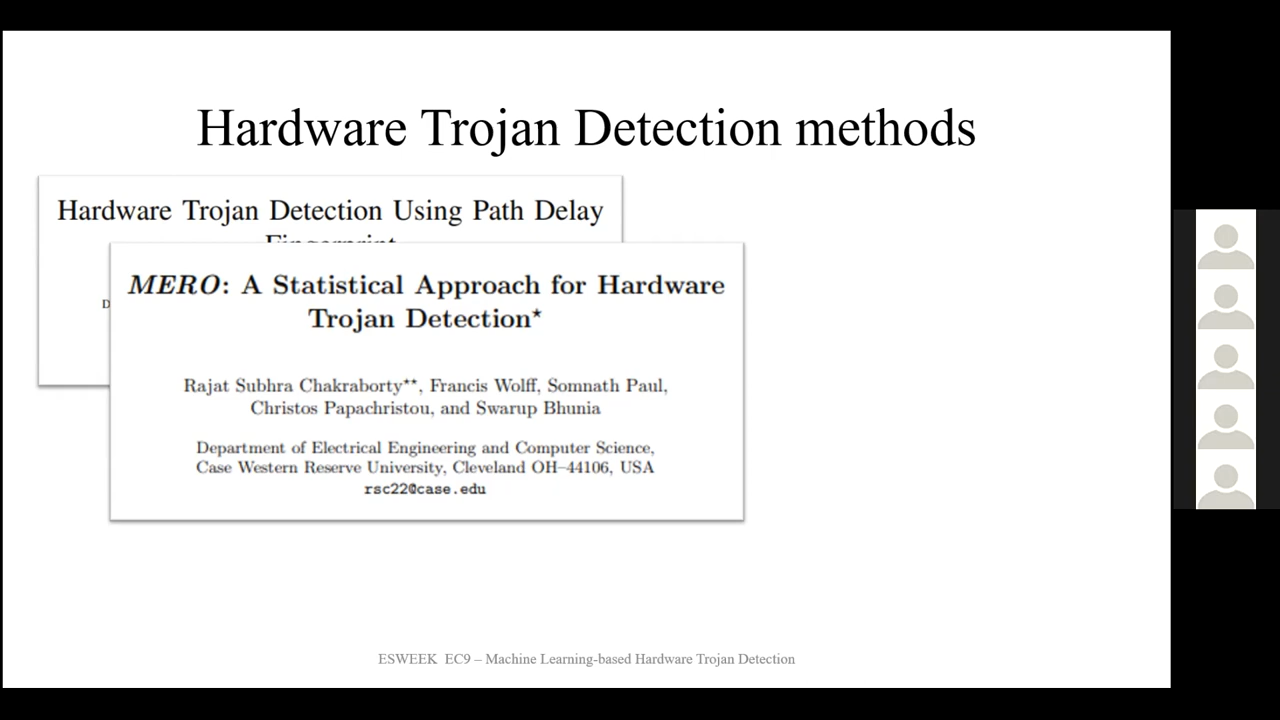 Hardware Trojan Detection methods
Hardware Trojan Detection Using Path Delay
Fingerprint
D
MERO: A Statistical Approach for Hardware
Trojan Detection*
Rajat Subhra Chakraborty**, Francis Wolff, Somnath Paul,
Christos Papachristou, and Swarup Bhunia
Department of Electrical Engineering and Computer Science,
Case Western Reserve University, Cleveland OH–44106, USA
rsc22@case.edu
ESWEEK EC9 – Machine Learning-based Hardware Trojan Detection